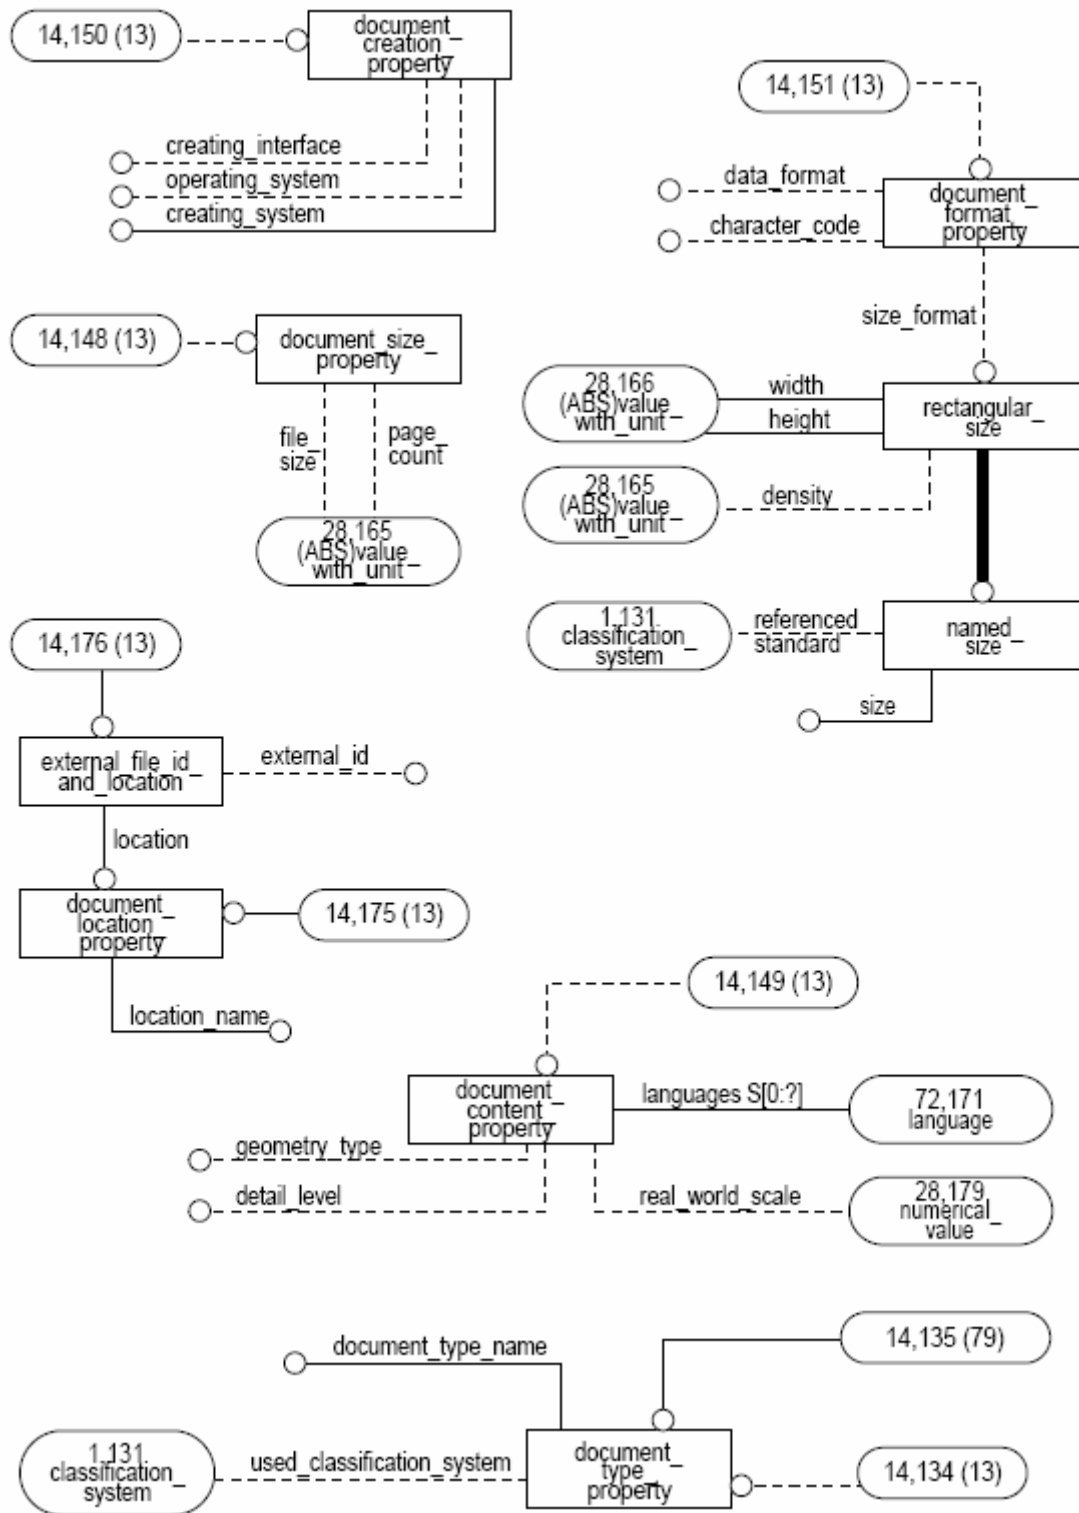 14,150 (13)
document_
creation_
property
creating_interface
operating_system
creating_system
14,151 (13)
data_format
character_code
document_
format_
property
size_format
14,148 (13)
document_size_
property
file_
size
page_
count
28,165
(ABS)value_
with_unit
28,166
(ABS)value_
with_unit
width
height
rectangular_
size
28,165
(ABS)value_
with_unit
density
1,131
classification_
system
referenced
standard
named_
size
size
14,176 (13)
external_file_id_
and_location
external_id
location
document_
location_
property
14,175 (13)
location_name
14,149 (13)
document_
content_
property
languages S[0:?]
72,171
language
geometry_type
detail_level
real_world_scale
28,179
numerical_
value
document_type_name
14,135 (79)
1,131
classification_
system
used_classification_system
document_
type_
property
14,134 (13)